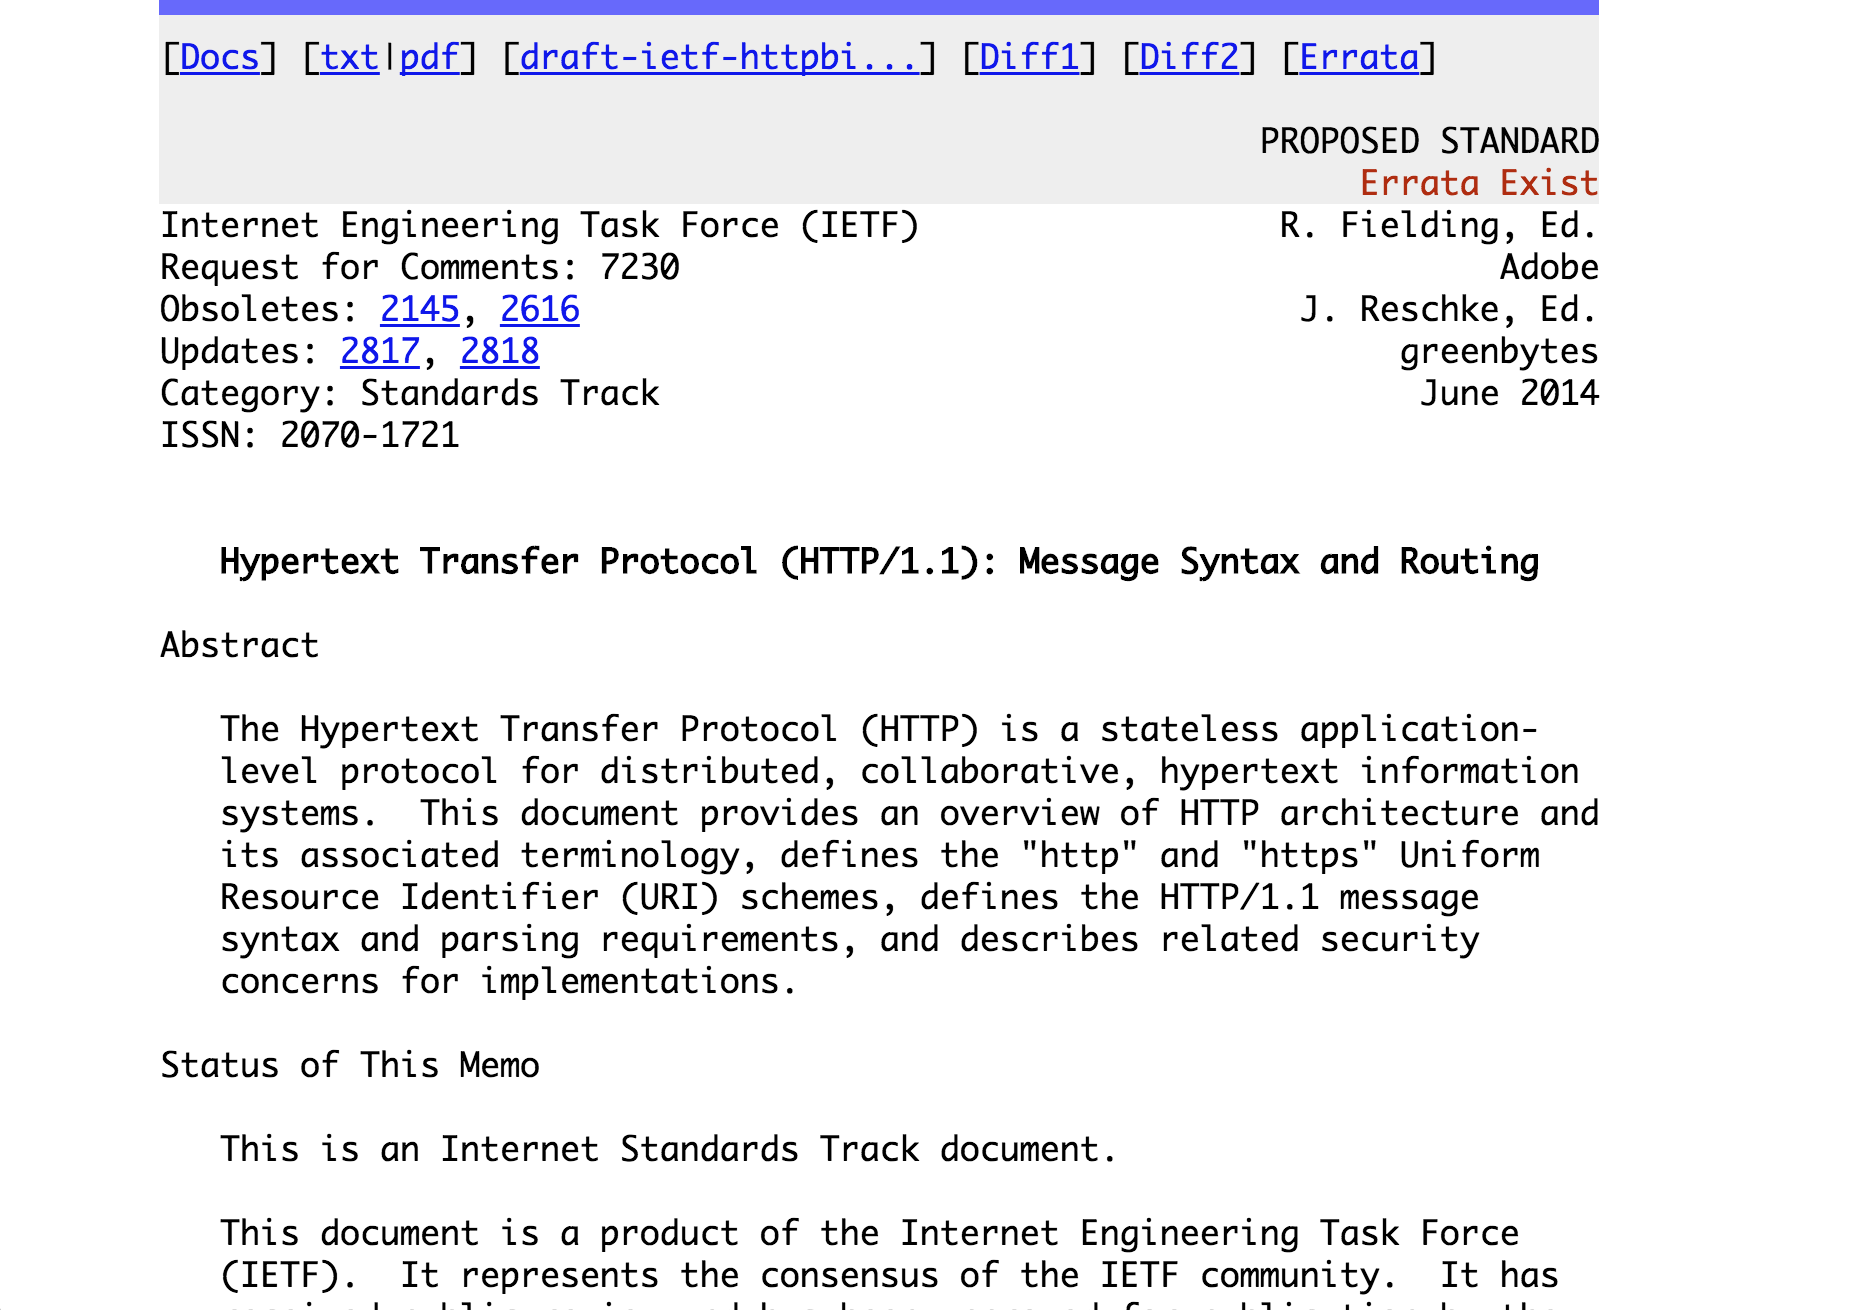 [Docs] [txt|pdf] [draft-ietf-httpbi...] [Diff1] [Diff2] [Errata]
PROPOSED STANDARD
Errata Exist
Internet Engineering Task Force (IETF) R. Fielding, Ed.
Request for Comments: 7230 Adobe
Obsoletes: 2145, 2616 J. Reschke, Ed.
Updates: 2817, 2818 greenbytes
Category: Standards Track June 2014
ISSN: 2070-1721
Hypertext Transfer Protocol (HTTP/1.1): Message Syntax and Routing
Abstract
The Hypertext Transfer Protocol (HTTP) is a stateless application-
level protocol for distributed, collaborative, hypertext information
systems.  This document provides an overview of HTTP architecture and
its associated terminology, defines the "http" and "https" Uniform
Resource Identifier (URI) schemes, defines the HTTP/1.1 message
syntax and parsing requirements, and describes related security
concerns for implementations.
Status of This Memo
This is an Internet Standards Track document.
This document is a product of the Internet Engineering Task Force
(IETF).  It represents the consensus of the IETF community.  It has